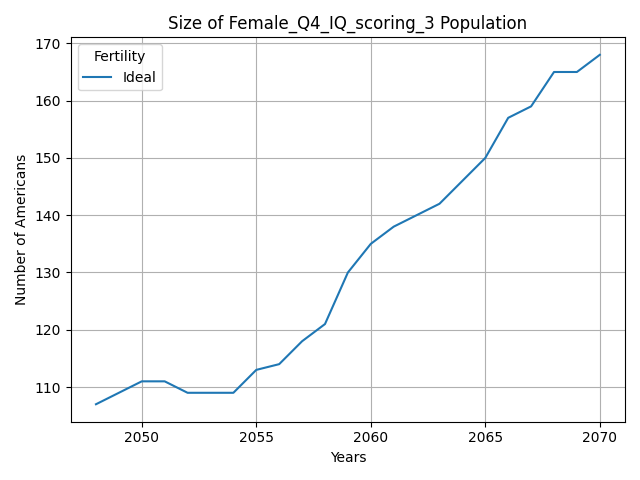 Size of Female_Q4_IQ_scoring_3 Population
Fertility
Ideal
Number of Americans
170
160
150
140
130
120
110
2050 2055 2060 2065 2070
Years